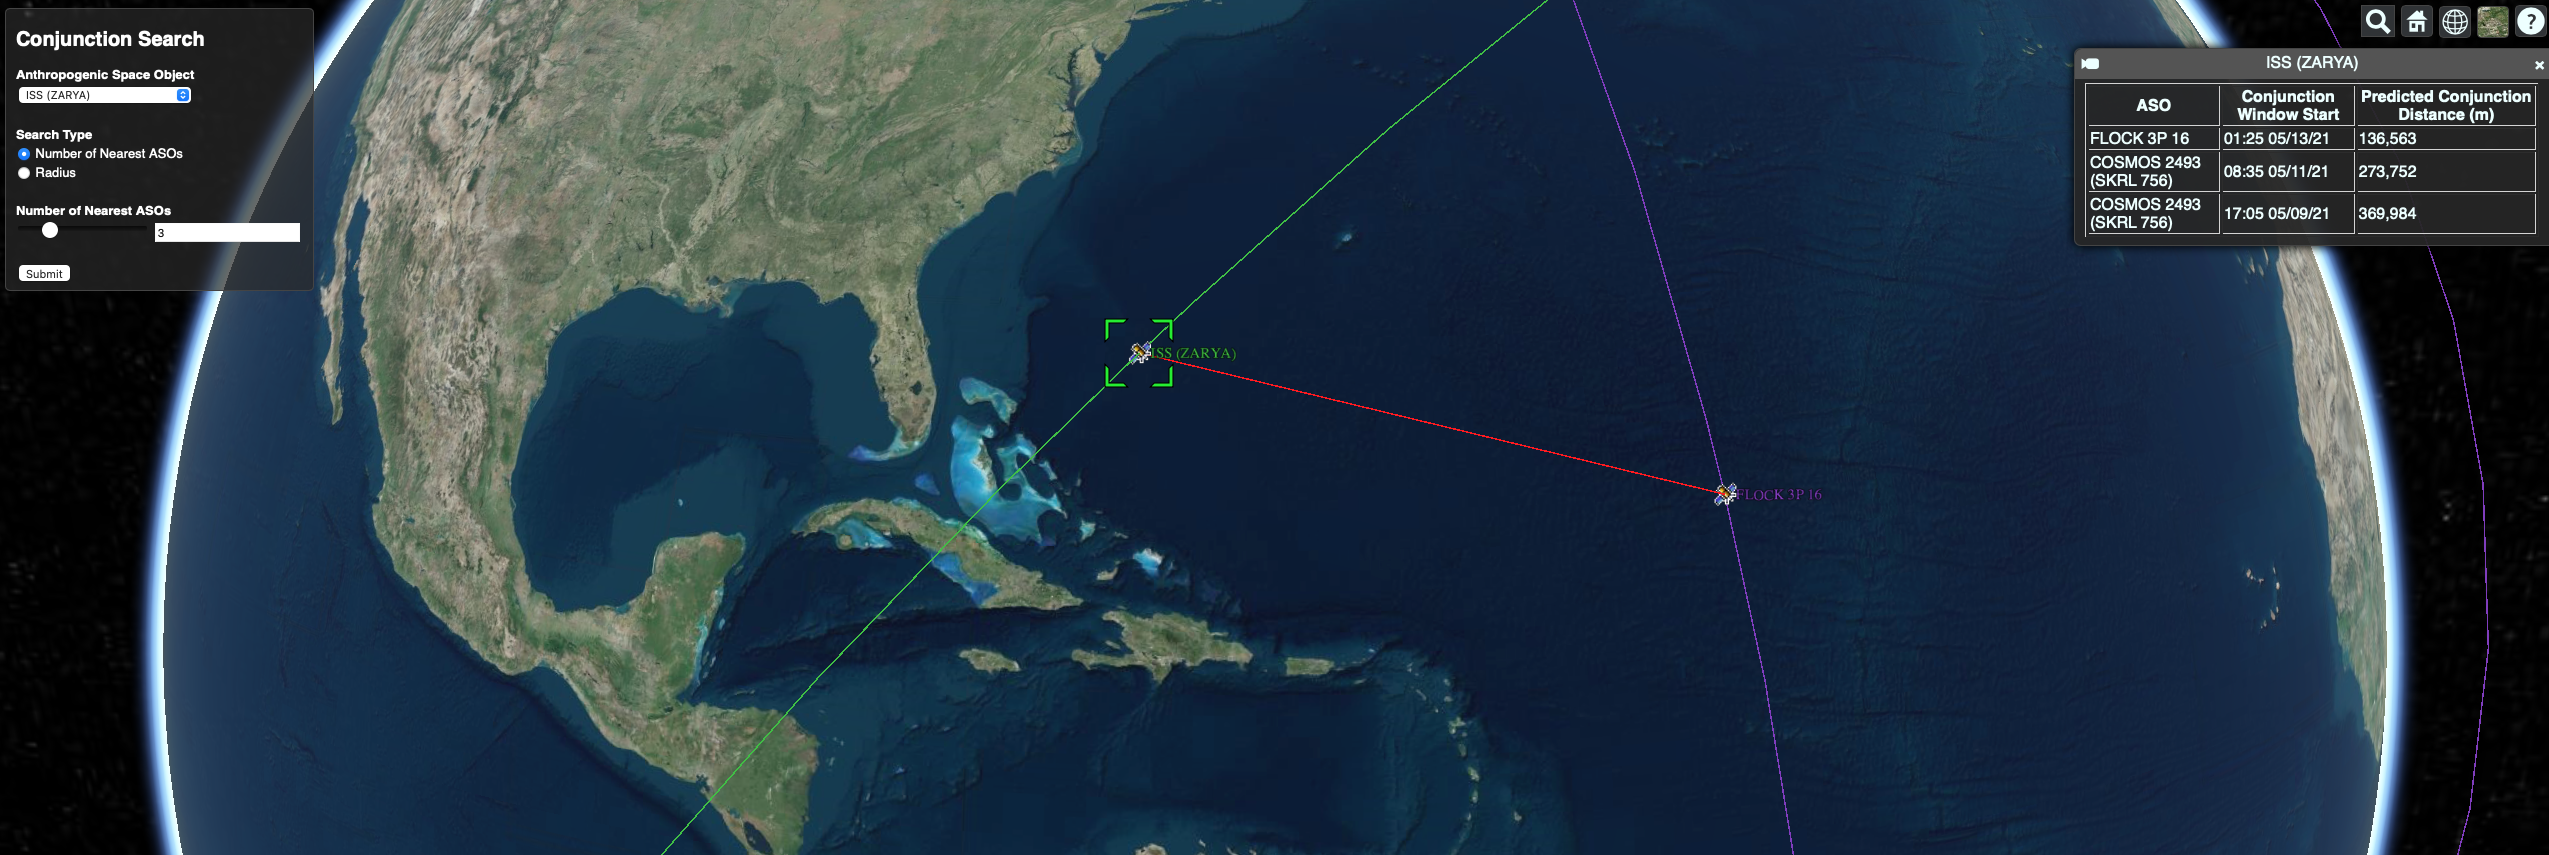 Conjunction Search
Anthropogenic Space Object
ISS (ZARYA)
Search Type
Number of Nearest ASOs
Radius
Number of Nearest ASOs
3
Submit
?
ISS (ZARYA)
×
ASO
Conjunction
Window Start
Predicted Conjunction
Distance (m)
FLOCK 3P 16
01:25 05/13/21
136,563
COSMOS 2493
(SKRL 756)
08:35 05/11/21
273,752
COSMOS 2493
(SKRL 756)
17:05 05/09/21
369,984
ISS (ZARYA)
FLOCK 3P 16